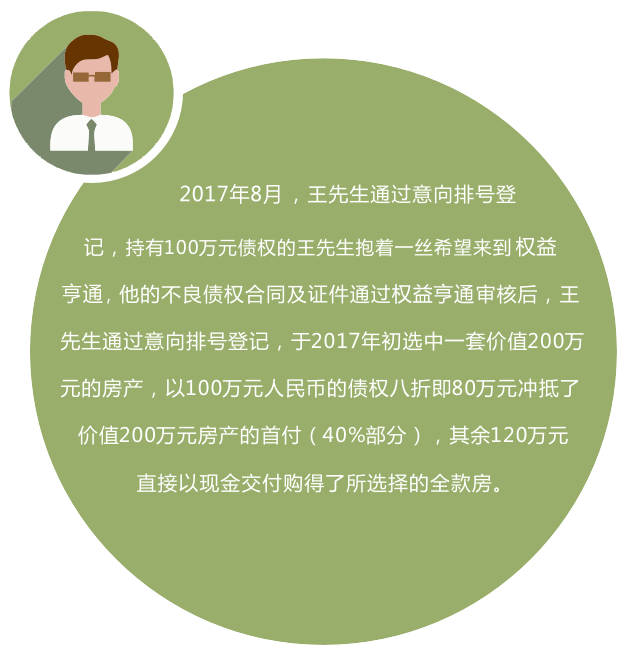 2017年8月，王先生通过意向排号登
记，持有100万元债权的王先生抱着一丝希望来到权益
亨通，他的不良债权合同及证件通过权益亨通审核后，王
先生通过意向排号登记，于2017年初选中一套价值200万
元的房产，以100万元人民币的债权八折即80万元冲抵了
价值200万元房产的首付（40%部分），其余120万元
直接以现金交付购得了所选择的全款房。